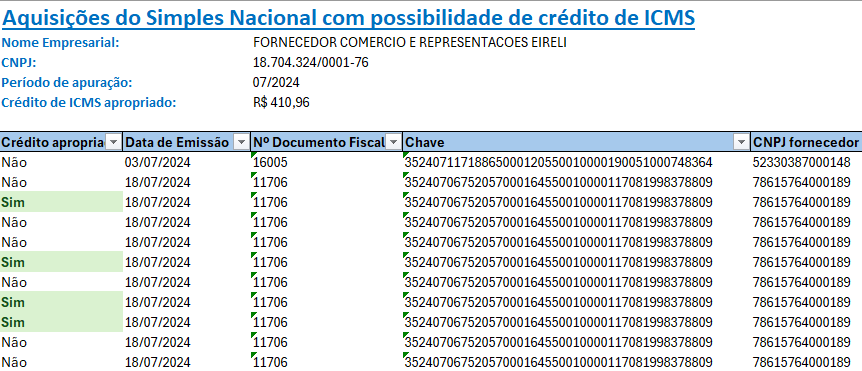 Aquisições do Simples Nacional com possibilidade de crédito de ICMS
Nome Empresarial: FORNECEDOR COMERCIO E REPRESENTACOES EIRELI
CNPJ: 18.704.324/0001-76
Período de apuração: 07/2024
Crédito de ICMS apropriado: R$ 410,96
Crédito apropria Data de Emissão Nº Documento Fiscal Chave CNPJ fornecedor
Não 03/07/2024 16005 35240711718865000120550010000190051000748364 52330387000148
Não 18/07/2024 11706 35240706752057000164550010000117081998378809 78615764000189
Sim 18/07/2024 11706 35240706752057000164550010000117081998378809 78615764000189
Não 18/07/2024 11706 35240706752057000164550010000117081998378809 78615764000189
Não 18/07/2024 11706 35240706752057000164550010000117081998378809 78615764000189
Sim 18/07/2024 11706 35240706752057000164550010000117081998378809 78615764000189
Não 18/07/2024 11706 35240706752057000164550010000117081998378809 78615764000189
Sim 18/07/2024 11706 35240706752057000164550010000117081998378809 78615764000189
Sim 18/07/2024 11706 35240706752057000164550010000117081998378809 78615764000189
Não 18/07/2024 11706 35240706752057000164550010000117081998378809 78615764000189
Não 18/07/2024 11706 35240706752057000164550010000117081998378809 78615764000189